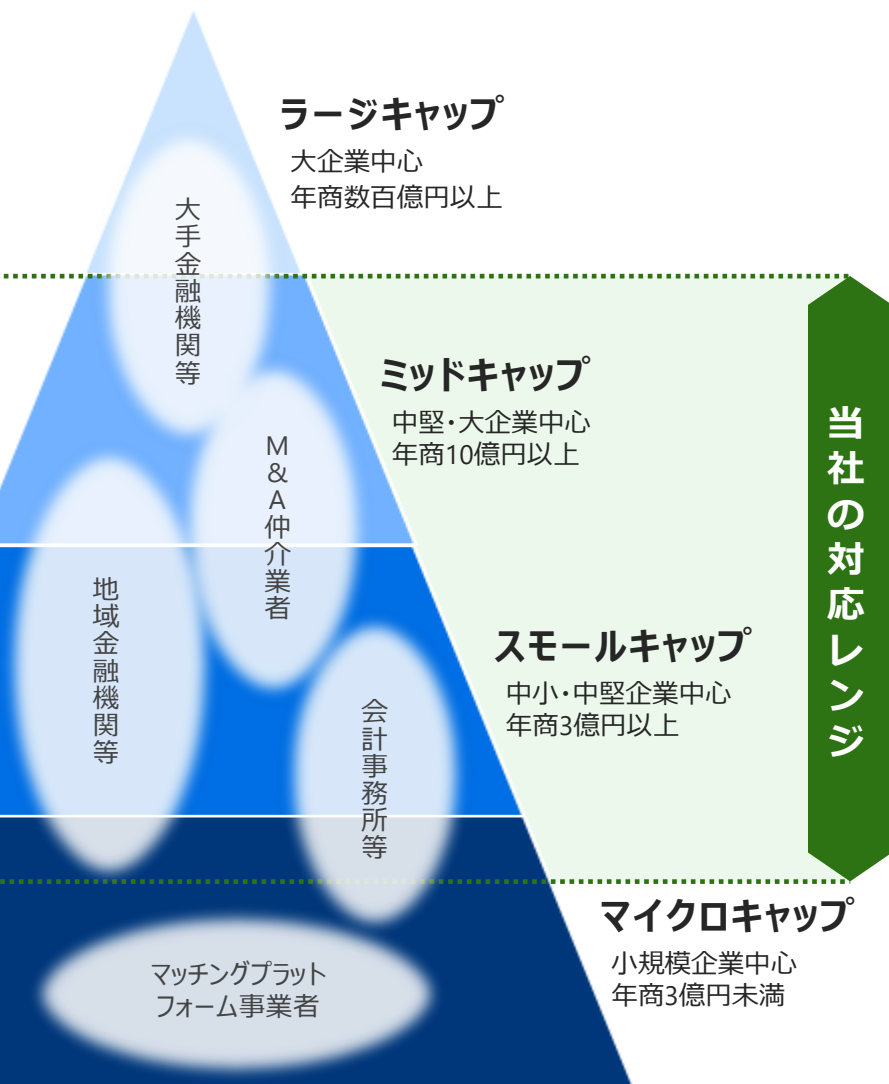 ラージキャップ
大企業中心
年商数百億円以上
大手金融機関等
ミッドキャップ
中堅・大企業中心
年商10億円以上
M&A仲介業者
当社の対応レンジ
地域金融機関等
スモールキャップ
中小・中堅企業中心
年商3億円以上
会計事務所等
マイクロキャップ
小規模企業中心
年商3億円未満
マッチングプラット
フォーム事業者